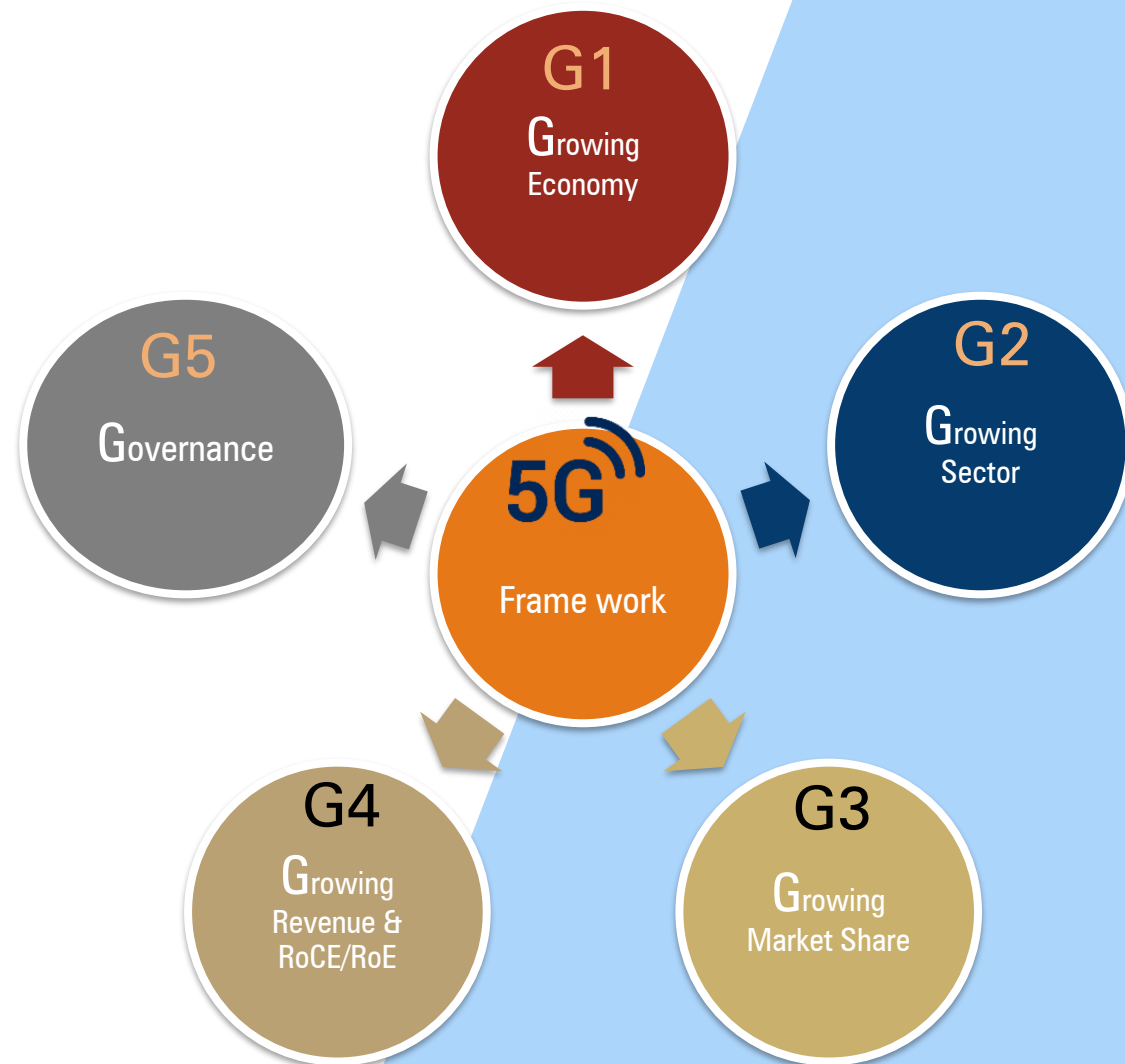 G1
Growing
Economy
G2
Growing
Sector
G3
Growing
Market Share
G4
Growing
Revenue &
RoCE/RoE
G5
Governance
5G
Frame work